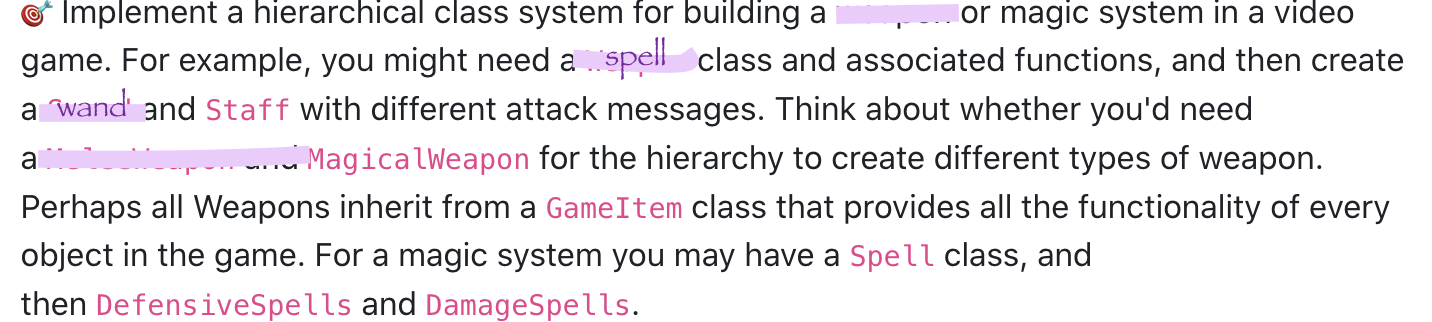 🎯 Implement a hierarchical class system for building a or magic system in a video
game. For example, you might need a spell class and associated functions, and then create
a wand and Staff with different attack messages. Think about whether you'd need
a MagicalWeapon for the hierarchy to create different types of weapon.
Perhaps all Weapons inherit from a GameItem class that provides all the functionality of every
object in the game. For a magic system you may have a Spell class, and
then DefensiveSpells and DamageSpells.